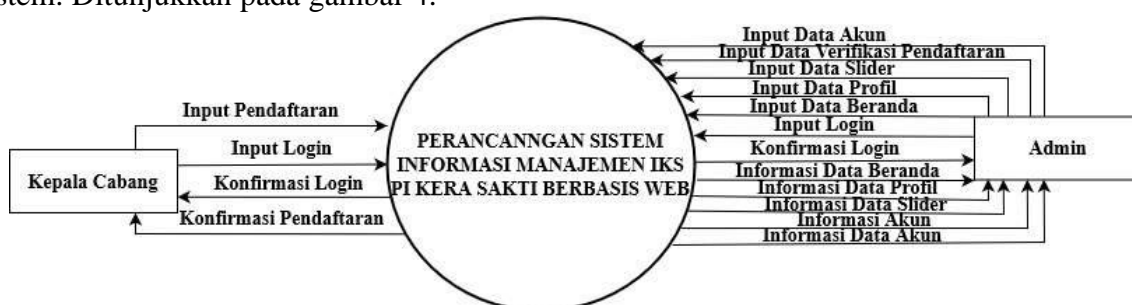 stem. Ditunjukkan pada gambar 4.
Input Pendaftaran
Input Login
Kepala Cabang
Konfirmasi Login
Konfirmasi Pendaftaran
PERANCANNGAN SISTEM
INFORMASI MANAJEMEN IKS
PI KERA SAKTI BERBASIS WEB
Input Data Akun
Input Data Verifikasi Pendaftaran
Input Data Slider
Input Data Profil
Input Data Beranda
Input Login
Konfirmasi Login
Informasi Data Beranda
Informasi Data Profil
Informasi Data Slider
Informasi Akun
Informasi Data Akun
Admin